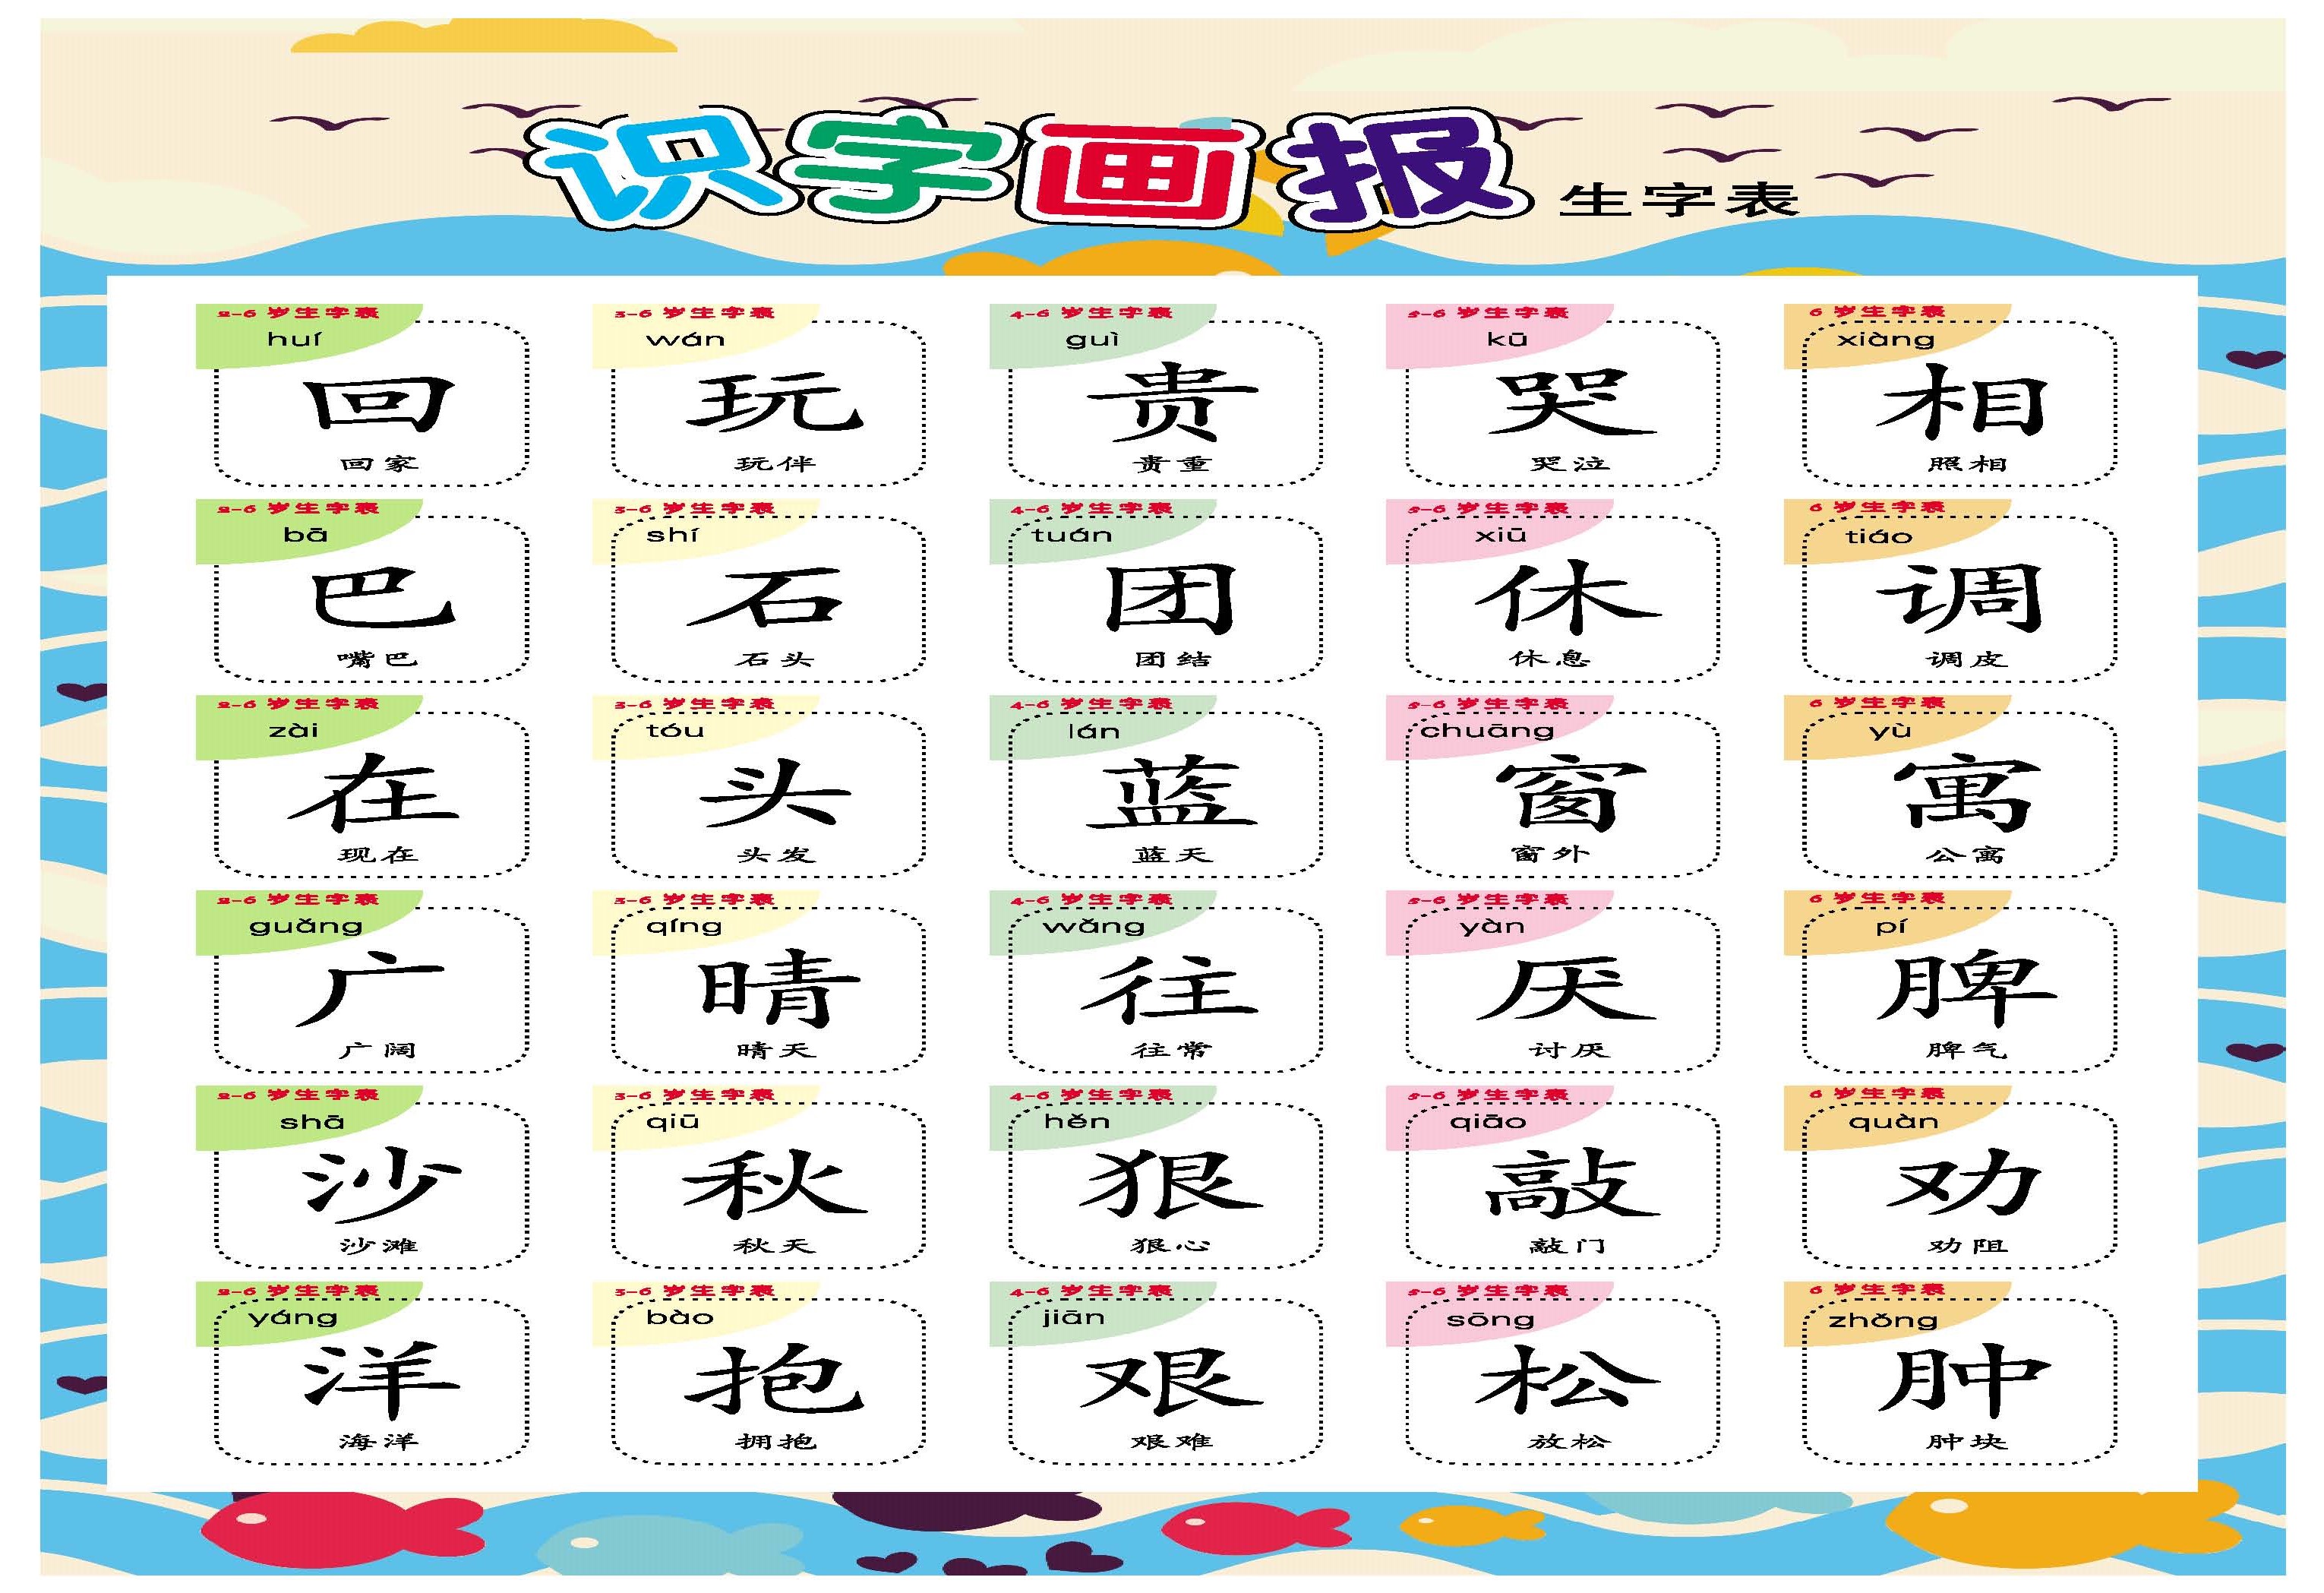 识字画报 生字表
2-6 岁生字表
huí
回
回家
3-6 岁生字表
wán
玩
玩伴
4-6 岁生字表
guì
贵
贵重
5-6 岁生字表
kū
哭
哭泣
6 岁生字表
xiàng
相
照相
2-6 岁生字表
bā
巴
嘴巴
3-6 岁生字表
shí
石
石头
4-6 岁生字表
tuán
团
团结
5-6 岁生字表
xiū
休
休息
6 岁生字表
tiáo
调
调皮
2-6 岁生字表
zài
在
现在
3-6 岁生字表
tóu
头
头发
4-6 岁生字表
lán
蓝
蓝天
5-6 岁生字表
chuāng
窗
窗外
6 岁生字表
yù
寓
公寓
2-6 岁生字表
guǎng
广
广阔
3-6 岁生字表
qíng
晴
晴天
4-6 岁生字表
wǎng
往
往常
5-6 岁生字表
yàn
厌
讨厌
6 岁生字表
pí
脾
脾气
2-6 岁生字表
shā
沙
沙滩
3-6 岁生字表
qiū
秋
秋天
4-6 岁生字表
hěn
狠
狠心
5-6 岁生字表
qiāo
敲
敲门
6 岁生字表
quàn
劝
劝阻
2-6 岁生字表
yáng
洋
海洋
3-6 岁生字表
bào
抱
拥抱
4-6 岁生字表
jiān
艰
艰难
5-6 岁生字表
sōng
松
放松
6 岁生字表
zhǒng
肿
肿块